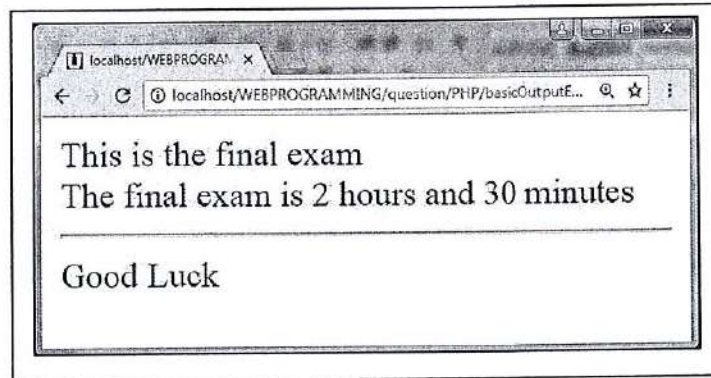 localhost/WEBPROGRAM x
localhost/WEBPROGRAMMING/question/PHP/basicOutputE...
This is the final exam
The final exam is 2 hours and 30 minutes
Good Luck